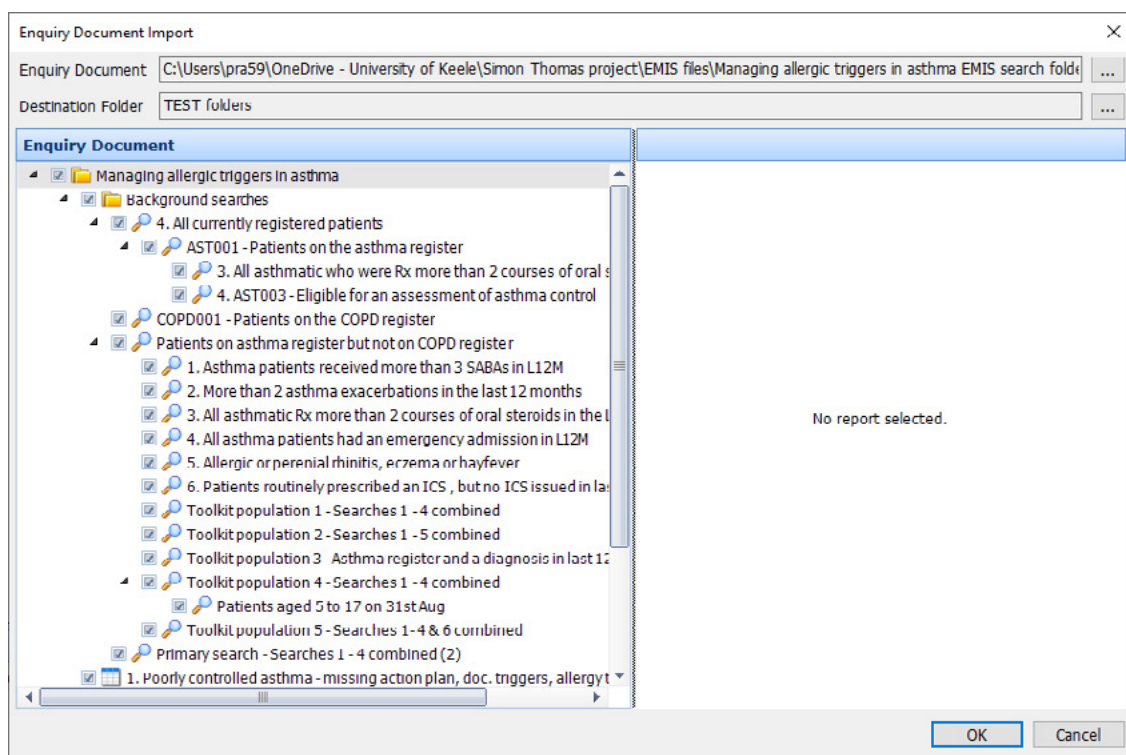 Enquiry Document Import
Enquiry Document C:\Users\pra59\OneDrive - University of Keele\Simon Thomas project\EMIS files\Managing allergic triggers in asthma EMIS search folde ...
Destination Folder TEST folders ...
Enquiry Document
Managing allergic triggers in asthma
Background searches
4. All currently registered patients
AST001 - Patients on the asthma register
3. All asthmatic who were Rx more than 2 courses of oral s
4. AST003 - Eligible for an assessment of asthma control
COPD001 - Patients on the COPD register
Patients on asthma register but not on COPD register
1. Asthma patients received more than 3 SABAs in L12M
2. More than 2 asthma exacerbations in the last 12 months
3. All asthmatic Rx more than 2 courses of oral steroids in the L
4. All asthma patients had an emergency admission in L12M
5. Allergic or perenial rhinitis, eczema or hayfever
6. Patients routinely prescribed an ICS , but no ICS issued in las
Toolkit population 1 - Searches 1 - 4 combined
Toolkit population 2 - Searches 1 - 5 combined
Toolkit population 3 Asthma register and a diagnosis in last 12
Toolkit population 4 - Searches 1 - 4 combined
Patients aged 5 to 17 on 31st Aug
Toolkit population 5 - Searches 1- 4 & 6 combined
Primary search - Searches 1 - 4 combined (2)
1. Poorly controlled asthma - missing action plan, doc. triggers, allergy t
No report selected.
OK Cancel